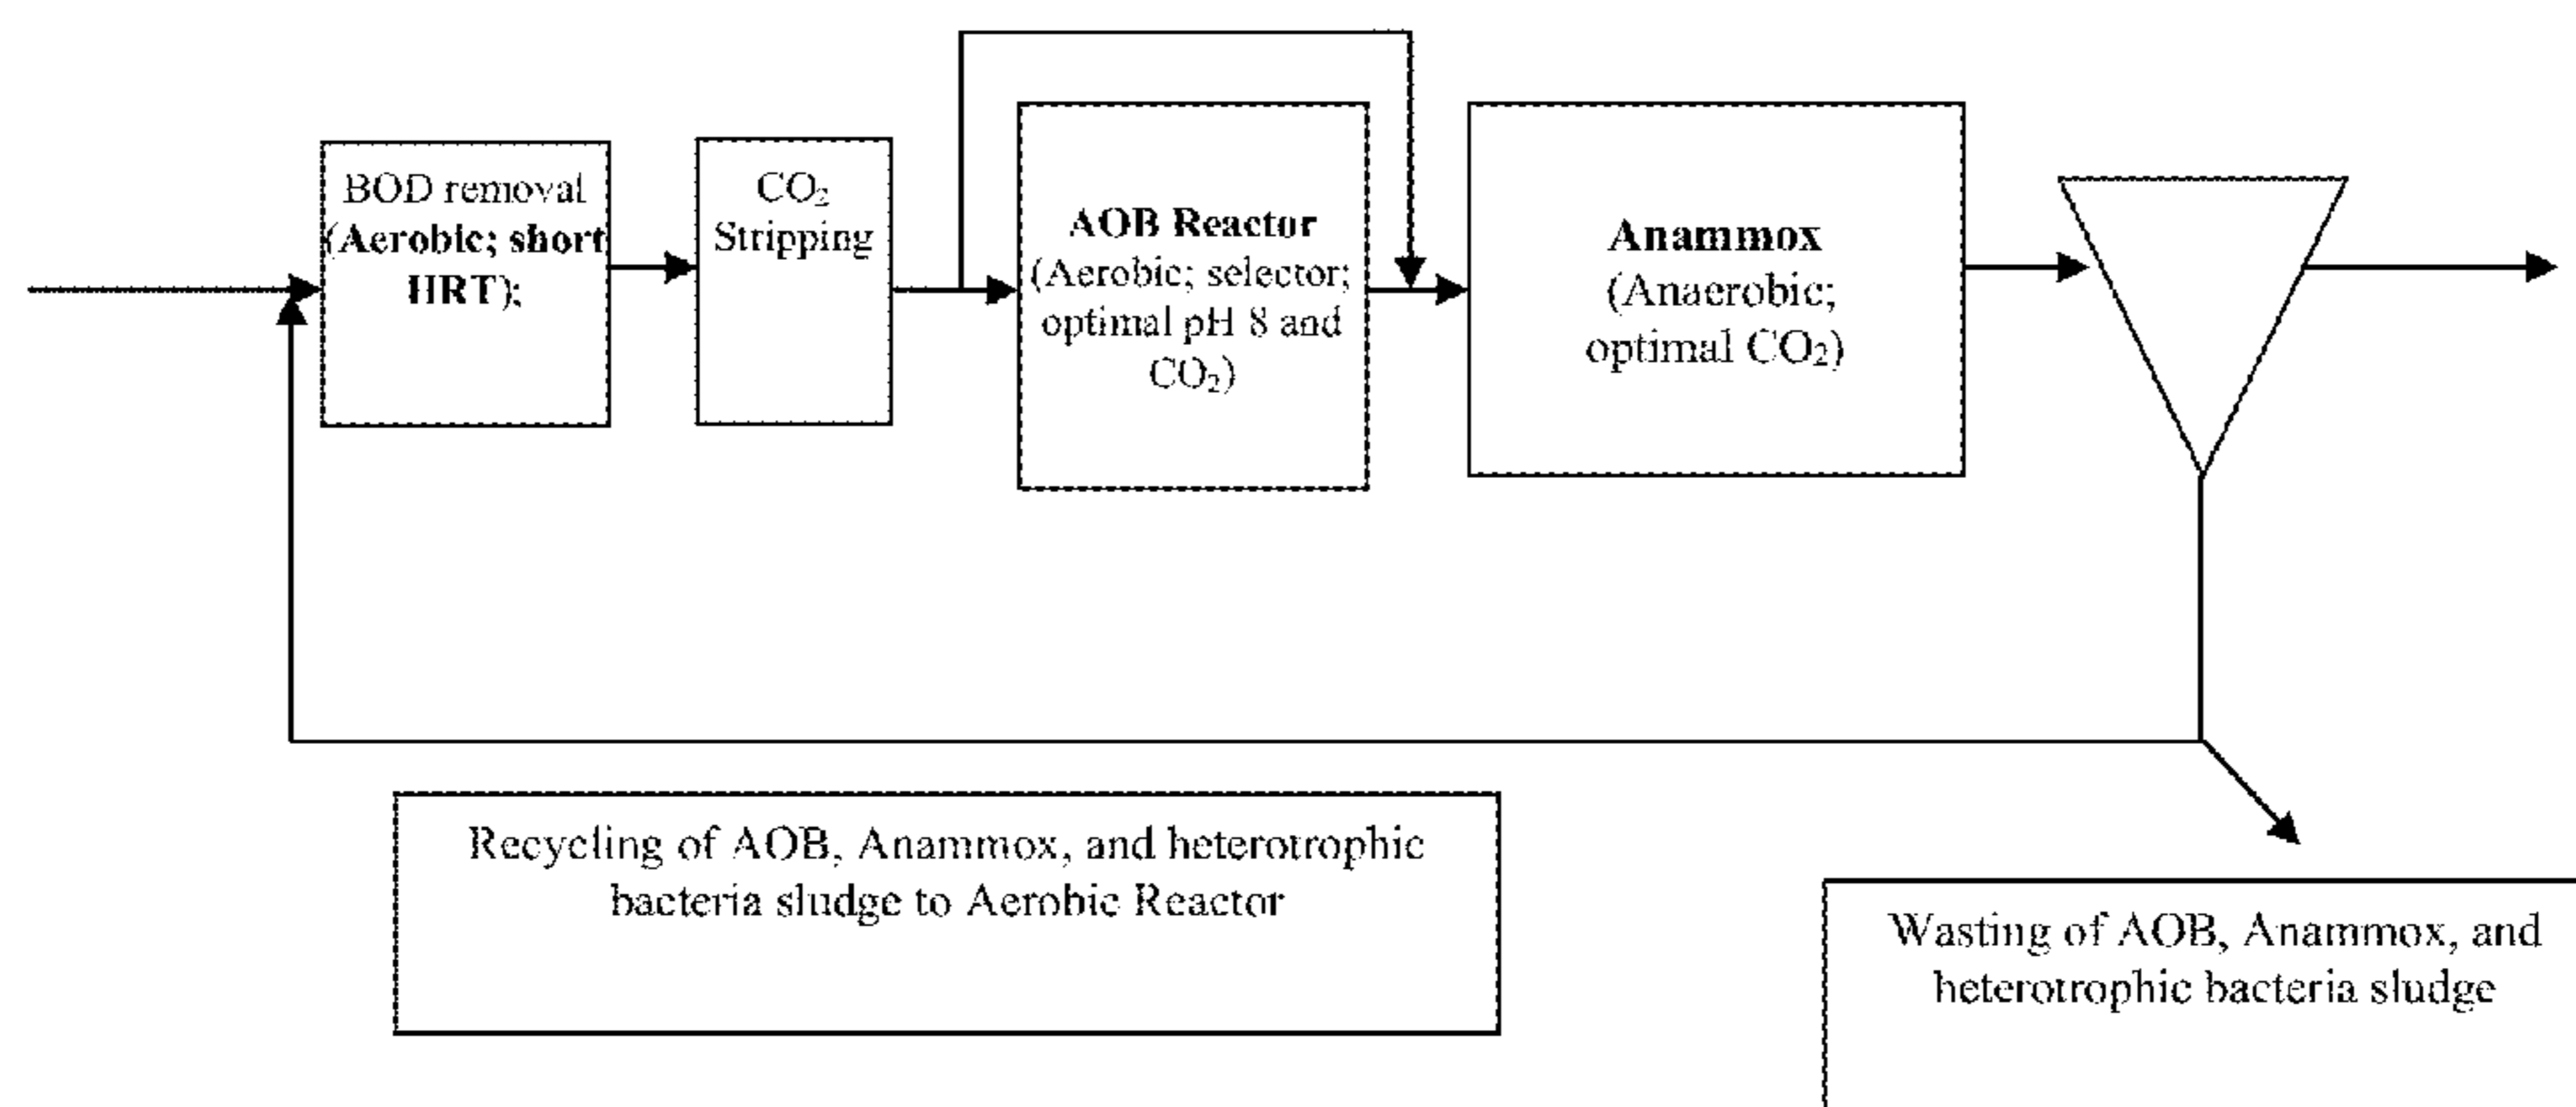 BOD removal
(Aerobic; short
HRT);
CO₂
Stripping
AOB Reactor
(Aerobic; selector;
optimal pH 8 and
CO₂)
Anammox
(Anaerobic;
optimal CO₂)
Recycling of AOB, Anammox, and heterotrophic
bacteria sludge to Aerobic Reactor
Wasting of AOB, Anammox, and
heterotrophic bacteria sludge